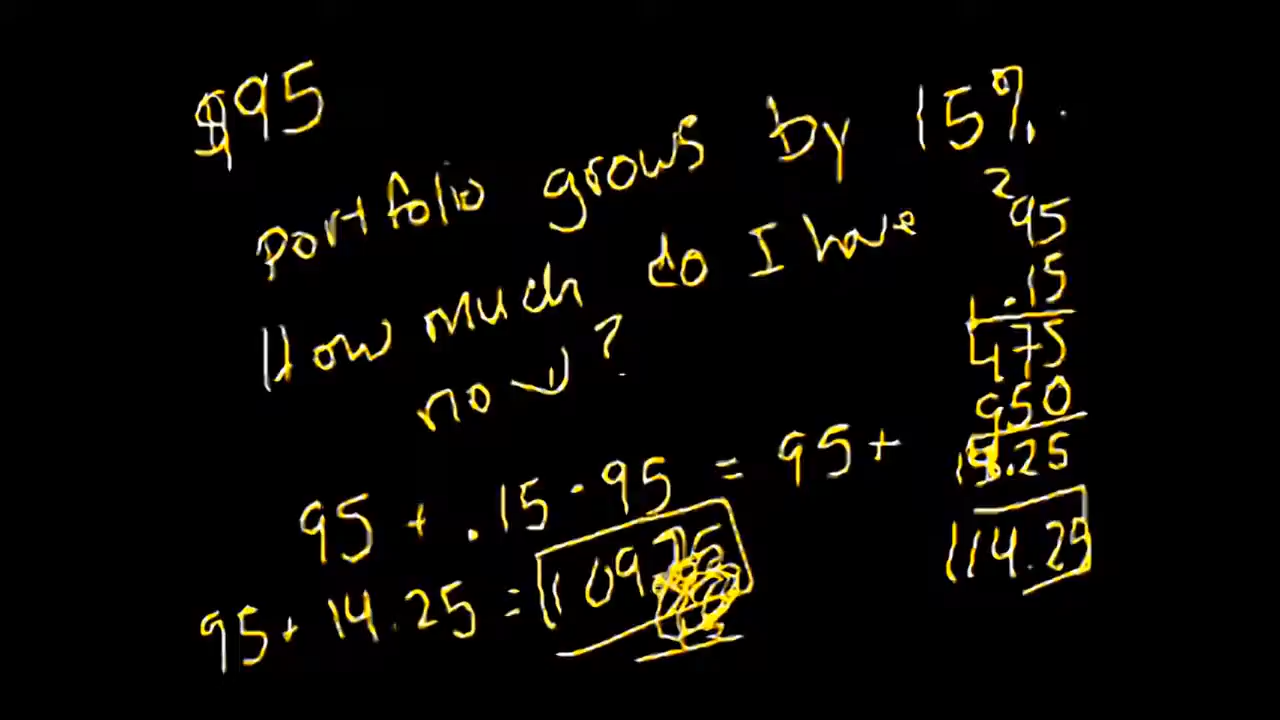 $95
portfolio grows by 15%.
How much do I have
now?
2
95
.15
475
950
.25
114.25
95 + .15 · 95 = 95 +
95 + 14.25 = 109.